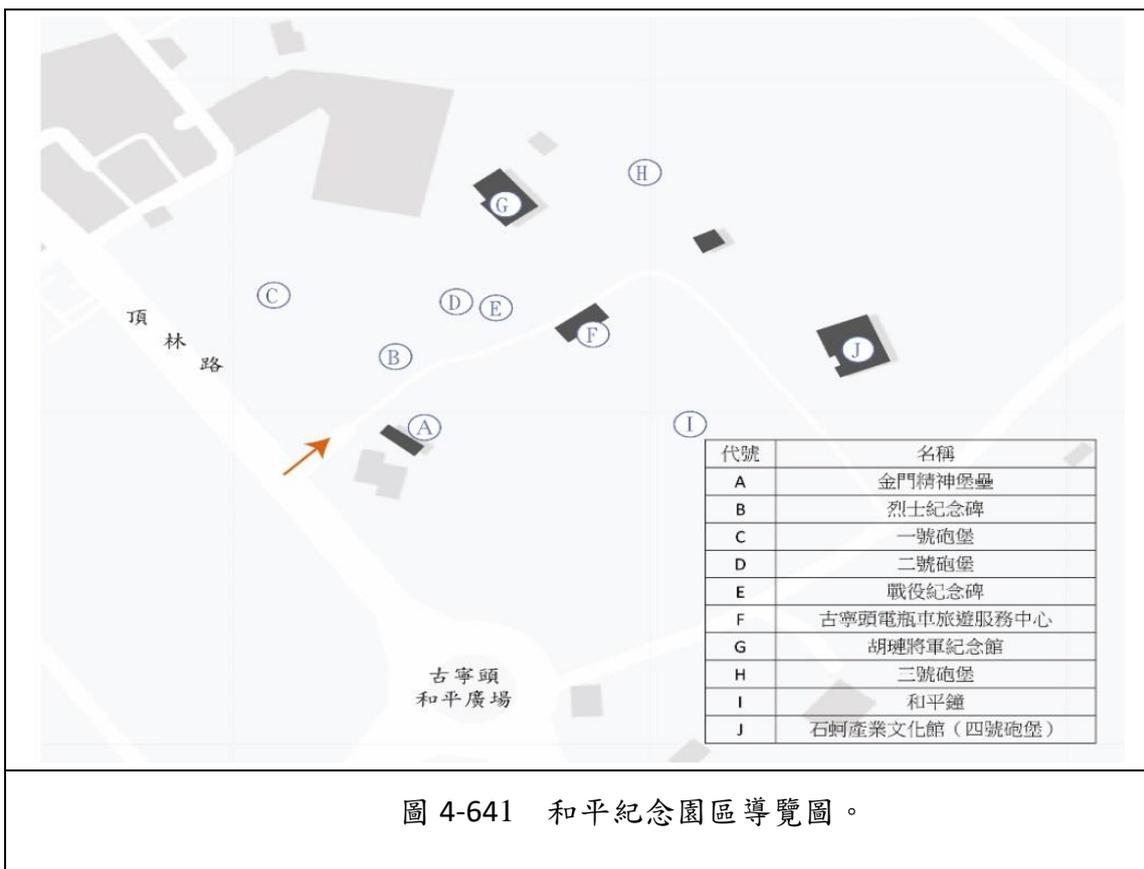 H
G
C
D
E
頂
林
路
F
B
J
A
I
代號 名稱
A 金門精神堡壘
B 烈士紀念碑
C 一號砲堡
D 二號砲堡
E 戰役紀念碑
F 古寧頭電瓶車旅遊服務中心
G 胡璉將軍紀念館
H 三號砲堡
I 和平鐘
J 石蚵產業文化館（四號砲堡）
古寧頭
和平廣場
圖 4-641 和平紀念園區導覽圖。